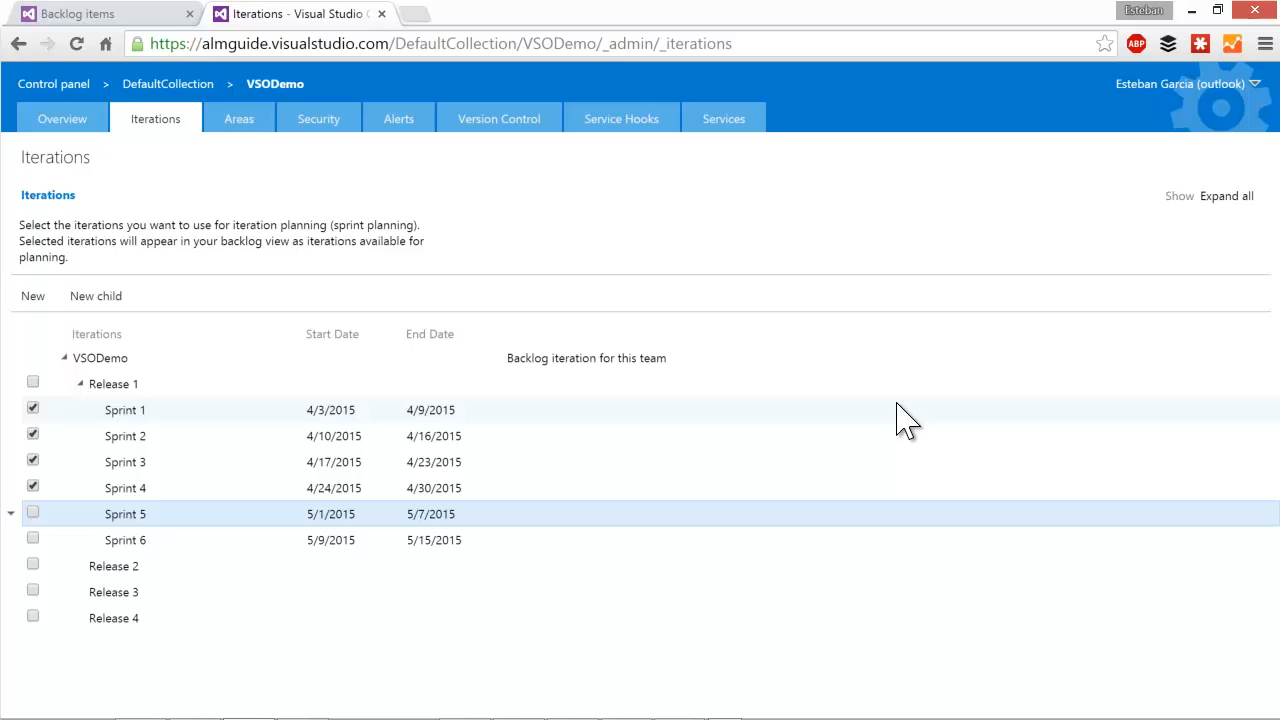 Backlog items
Iterations - Visual Studio
Esteban
https://almguide.visualstudio.com/DefaultCollection/VSODemo/_admin/_iterations
ABP
Control panel > DefaultCollection > VSODemo
Esteban Garcia (outlook)
Overview Iterations Areas Security Alerts Version Control Service Hooks Services
Iterations
Iterations
Show Expand all
Select the iterations you want to use for iteration planning (sprint planning).
Selected iterations will appear in your backlog view as iterations available for
planning.
New New child
Iterations Start Date End Date
VSODemo Backlog iteration for this team
Release 1
Sprint 1 4/3/2015 4/9/2015
Sprint 2 4/10/2015 4/16/2015
Sprint 3 4/17/2015 4/23/2015
Sprint 4 4/24/2015 4/30/2015
Sprint 5 5/1/2015 5/7/2015
Sprint 6 5/9/2015 5/15/2015
Release 2
Release 3
Release 4